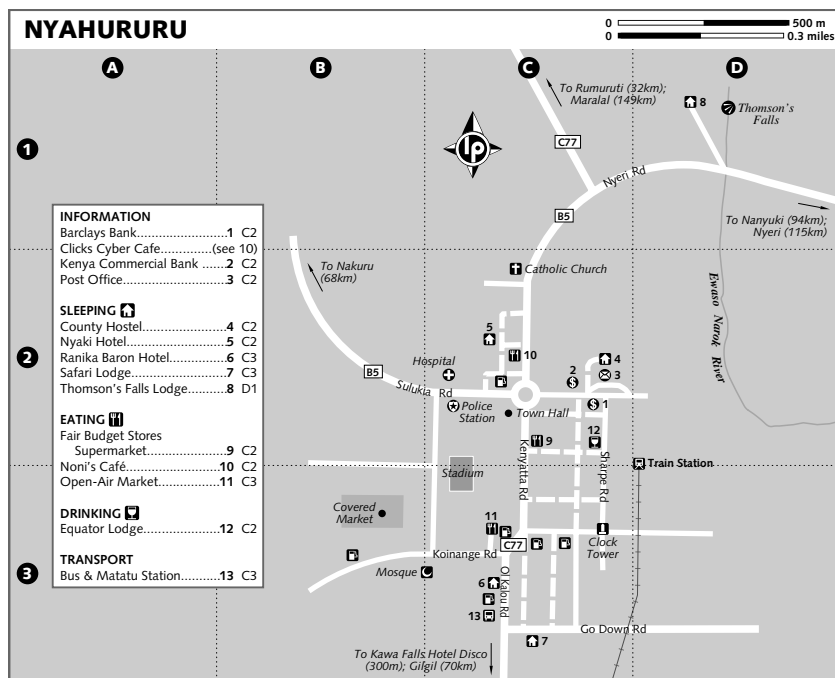 NYAHURURU
0 500 m
0 0.3 miles
A
B
C
D
1
2
3
To Rumuruti (32km);
Maralal (149km)
8
Thomson's
Falls
lp
C77
Nyeri Rd
B5
To Nanyuki (94km);
Nyeri (115km)
INFORMATION
Barclays Bank............................1 C2
Clicks Cyber Cafe..............(see 10)
Kenya Commercial Bank ........2 C2
Post Office................................3 C2
SLEEPING
County Hostel...........................4 C2
Nyaki Hotel..............................5 C2
Ranika Baron Hotel...................6 C3
Safari Lodge.............................7 C3
Thomson's Falls Lodge..............8 D1
EATING
Fair Budget Stores
Supermarket..........................9 C2
Noni's Café............................10 C2
Open-Air Market....................11 C3
DRINKING
Equator Lodge........................12 C2
TRANSPORT
Bus & Matatu Station..............13 C3
To Nakuru
(68km)
Catholic Church
Ewaso Narok River
5
10
Hospital
2
4
3
B5
Sulukia Rd
Police
Station
Town Hall
1
9
12
Kenyatta Rd
Sharpe Rd
Train Station
Stadium
Covered
Market
11
C77
Clock
Tower
Koinange Rd
Mosque
6
Ol Kalou Rd
13
Go Down Rd
7
To Kawa Falls Hotel Disco
(300m); Gilgil (70km)